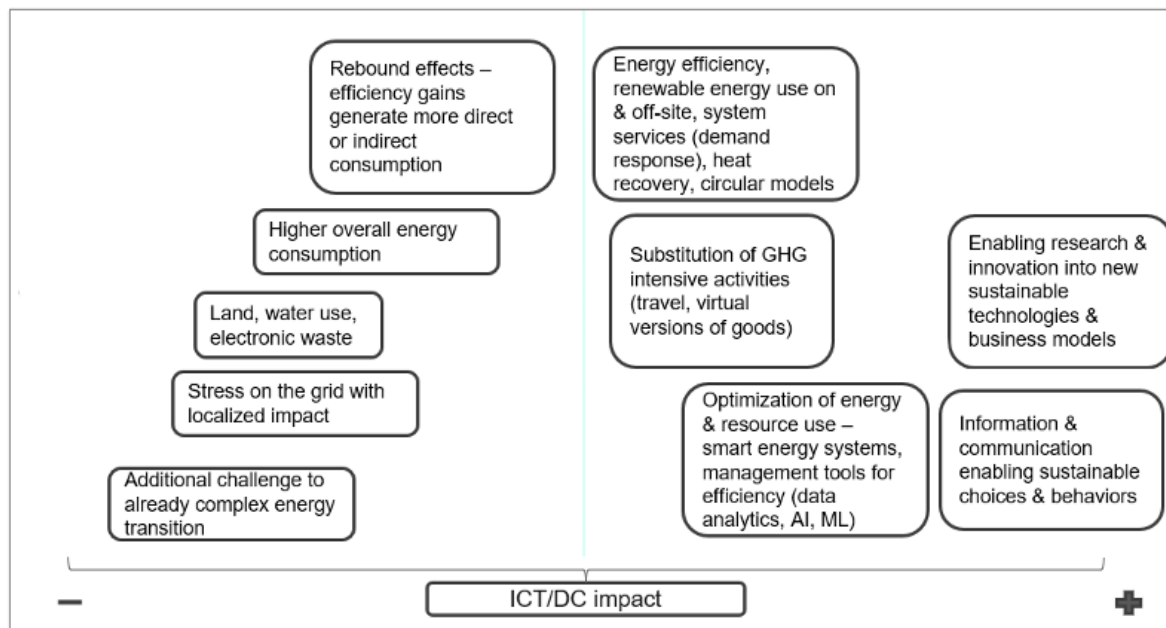 Rebound effects –
efficiency gains
generate more direct
or indirect
consumption
Higher overall energy
consumption
Land, water use,
electronic waste
Stress on the grid with
localized impact
Additional challenge to
already complex energy
transition
Energy efficiency,
renewable energy use on
& off-site, system
services (demand
response), heat
recovery, circular models
Substitution of GHG
intensive activities
(travel, virtual
versions of goods)
Enabling research &
innovation into new
sustainable
technologies &
business models
Optimization of energy
& resource use –
smart energy systems,
management tools for
efficiency (data
analytics, AI, ML)
Information &
communication
enabling sustainable
choices & behaviors
ICT/DC impact